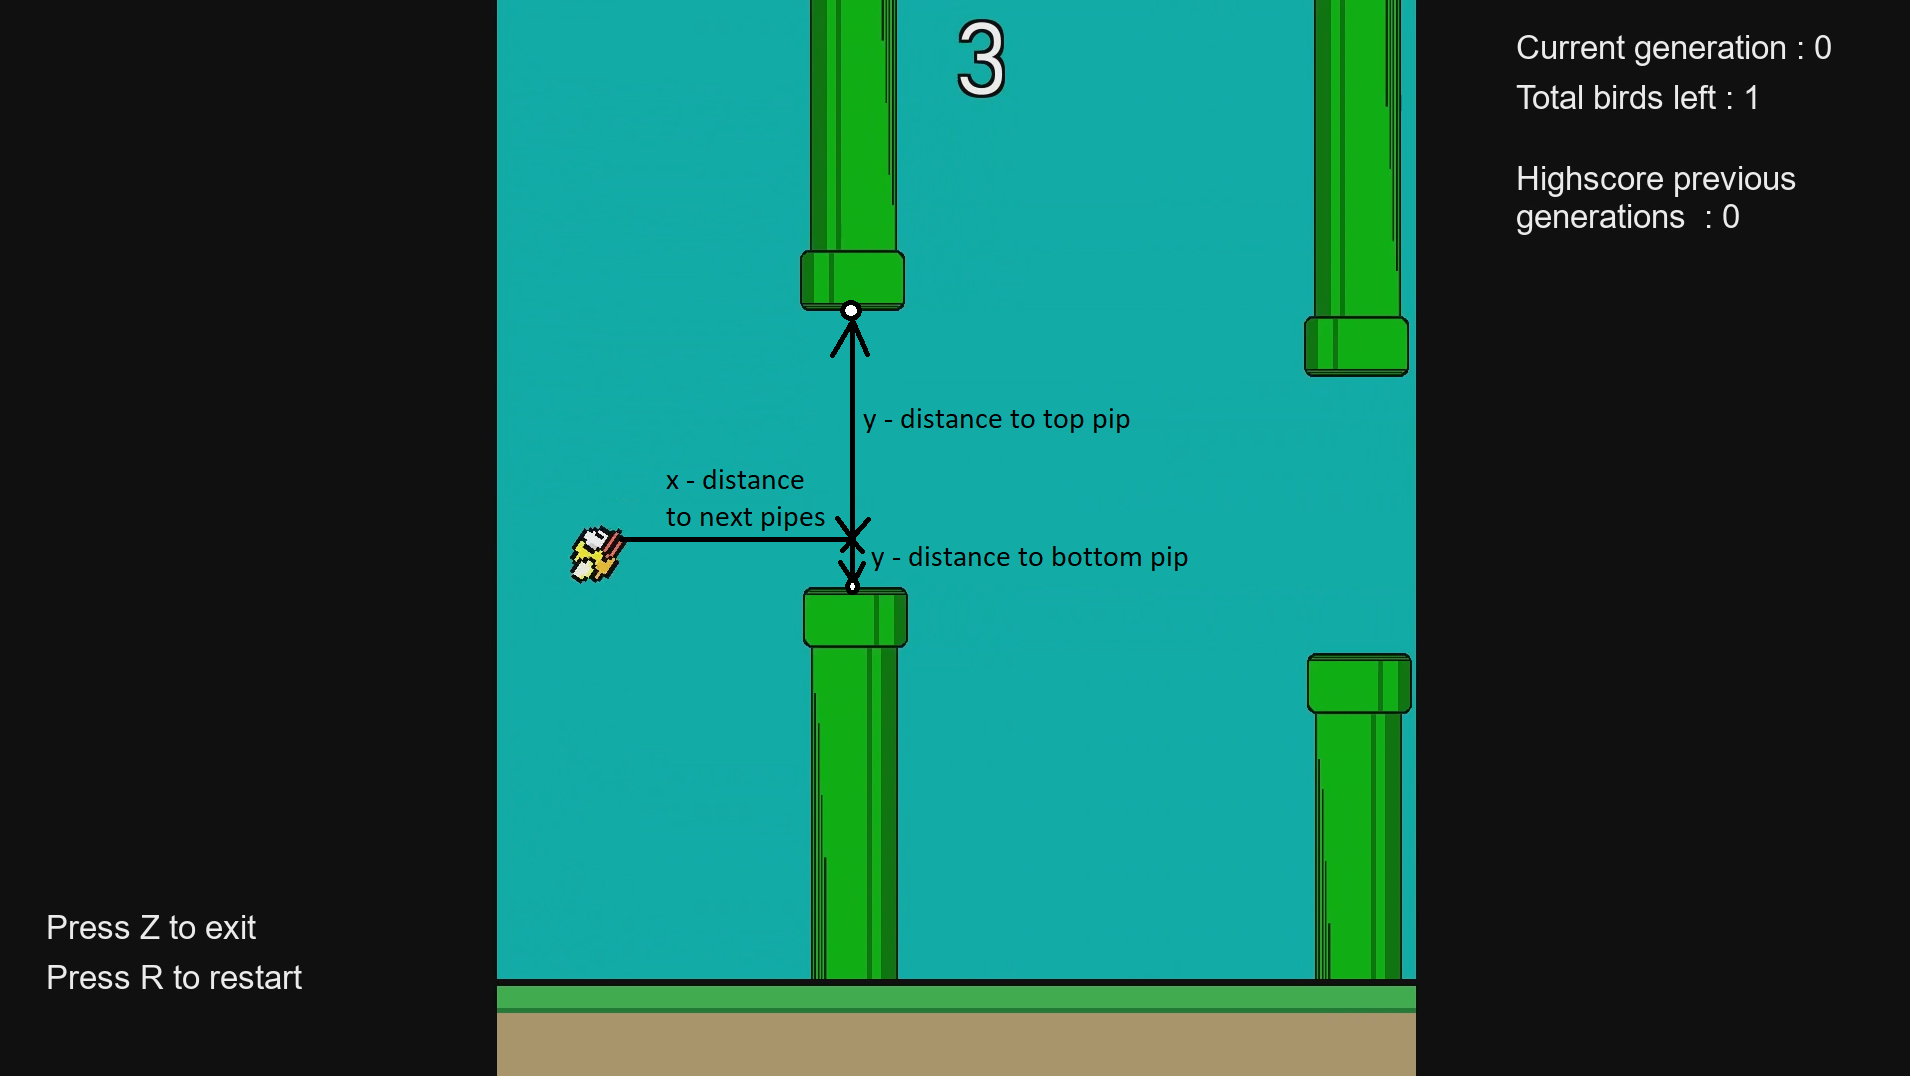 3
Current generation : 0
Total birds left : 1
Highscore previous
generations : 0
y - distance to top pip
x - distance
to next pipes
y - distance to bottom pip
Press Z to exit
Press R to restart